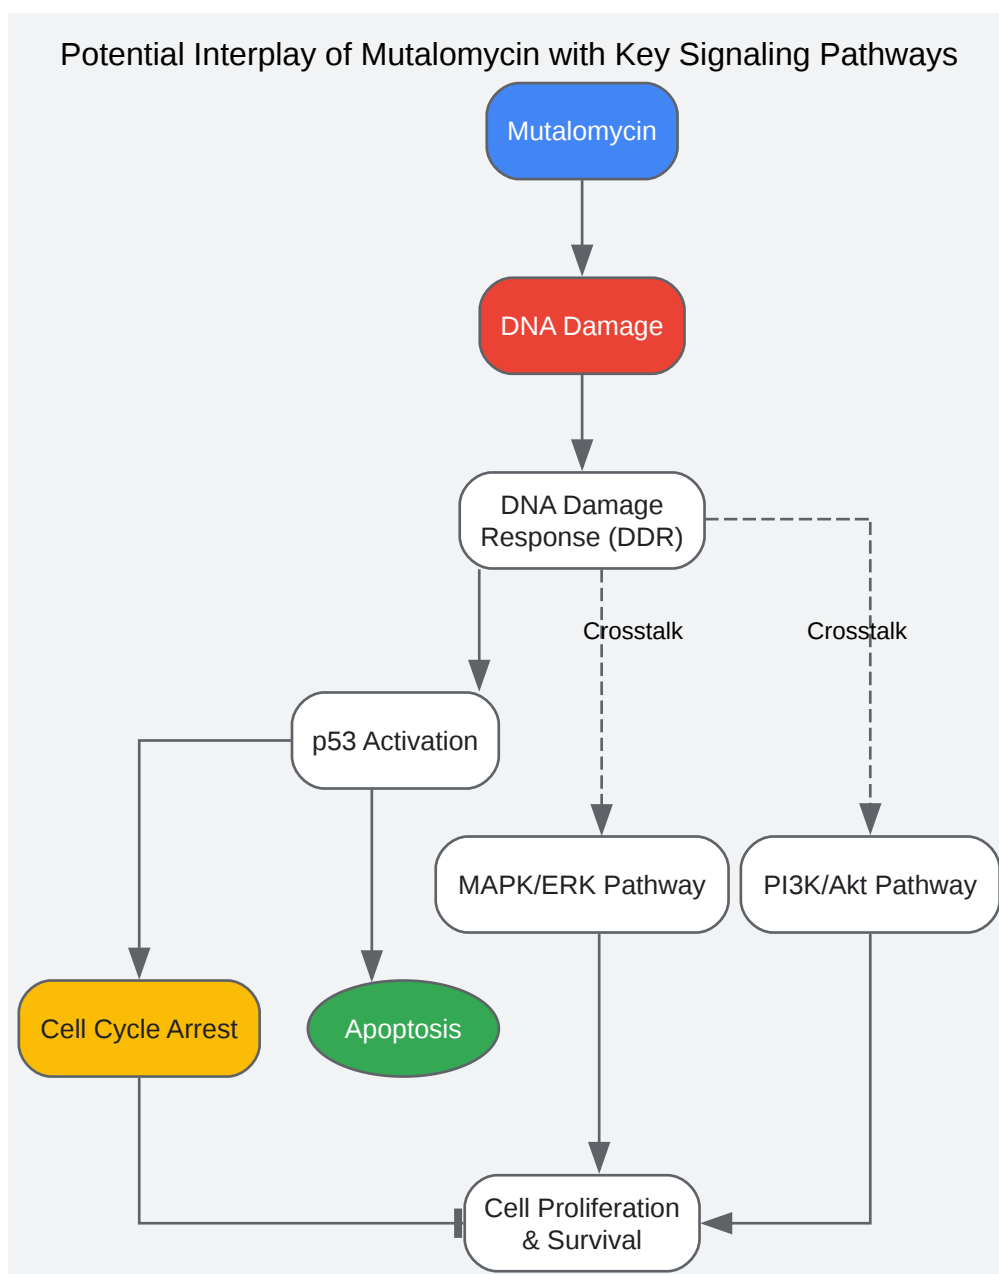 Potential Interplay of Mutalomycin with Key Signaling Pathways
Mutalomycin
DNA Damage
DNA Damage
Response (DDR)
Crosstalk
Crosstalk
p53 Activation
MAPK/ERK Pathway
PI3K/Akt Pathway
Cell Cycle Arrest
Apoptosis
Cell Proliferation
& Survival